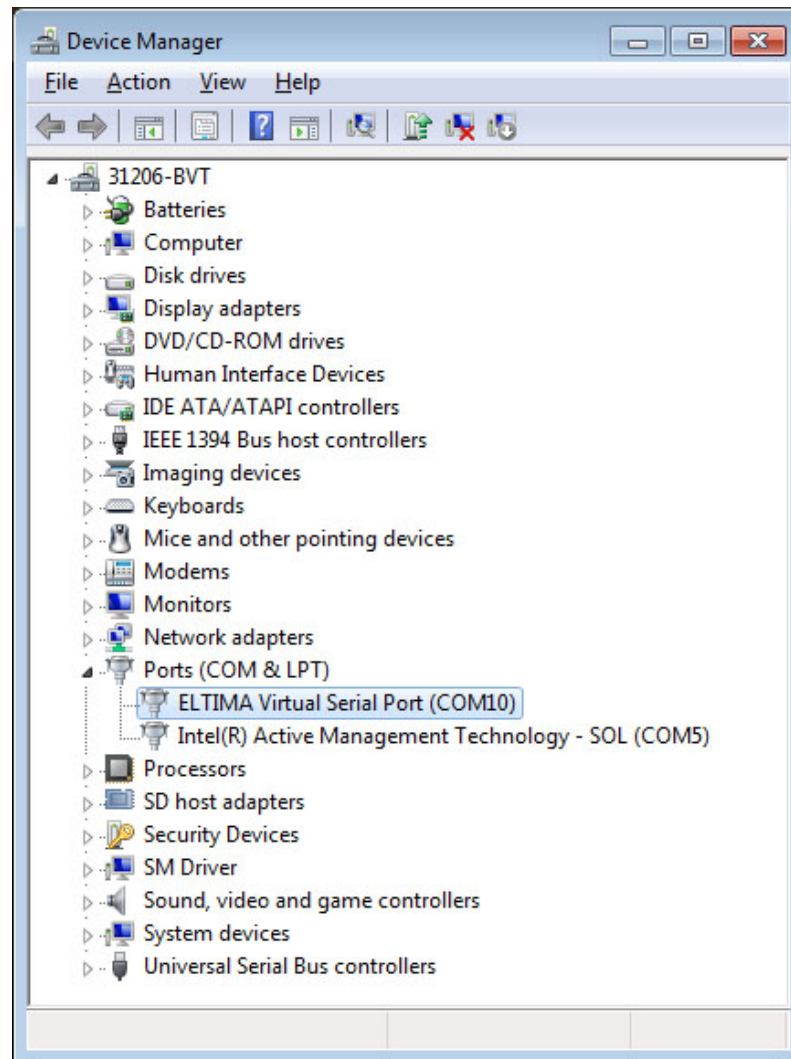 Device Manager
File Action View Help
31206-BVT
Batteries
Computer
Disk drives
Display adapters
DVD/CD-ROM drives
Human Interface Devices
IDE ATA/ATAPI controllers
IEEE 1394 Bus host controllers
Imaging devices
Keyboards
Mice and other pointing devices
Modems
Monitors
Network adapters
Ports (COM & LPT)
ELTIMA Virtual Serial Port (COM10)
Intel(R) Active Management Technology - SOL (COM5)
Processors
SD host adapters
Security Devices
SM Driver
Sound, video and game controllers
System devices
Universal Serial Bus controllers